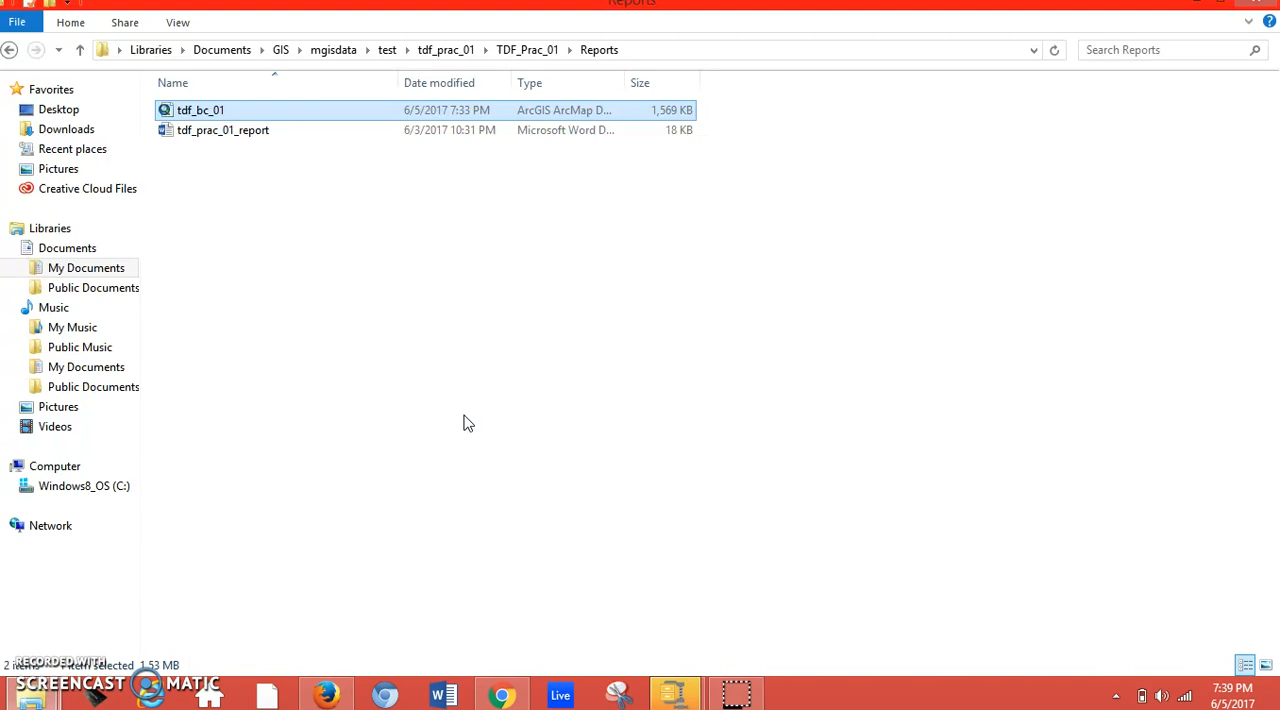 Reports
File Home Share View
Libraries Documents GIS mgisdata test tdf_prac_01 TDF_Prac_01 Reports Search Reports
Name Date modified Type Size
tdf_bc_01 6/5/2017 7:33 PM ArcGIS ArcMap D... 1,569 KB
tdf_prac_01_report 6/3/2017 10:31 PM Microsoft Word D... 18 KB
Favorites
Desktop
Downloads
Recent places
Pictures
Creative Cloud Files
Libraries
Documents
My Documents
Public Documents
Music
My Music
Public Music
My Documents
Public Documents
Pictures
Videos
Computer
Windows8_OS (C:)
Network
2 items 1 item selected 1.53 MB
RECORDED WITH
SCREENCAST MATIC
Live
7:39 PM
6/5/2017